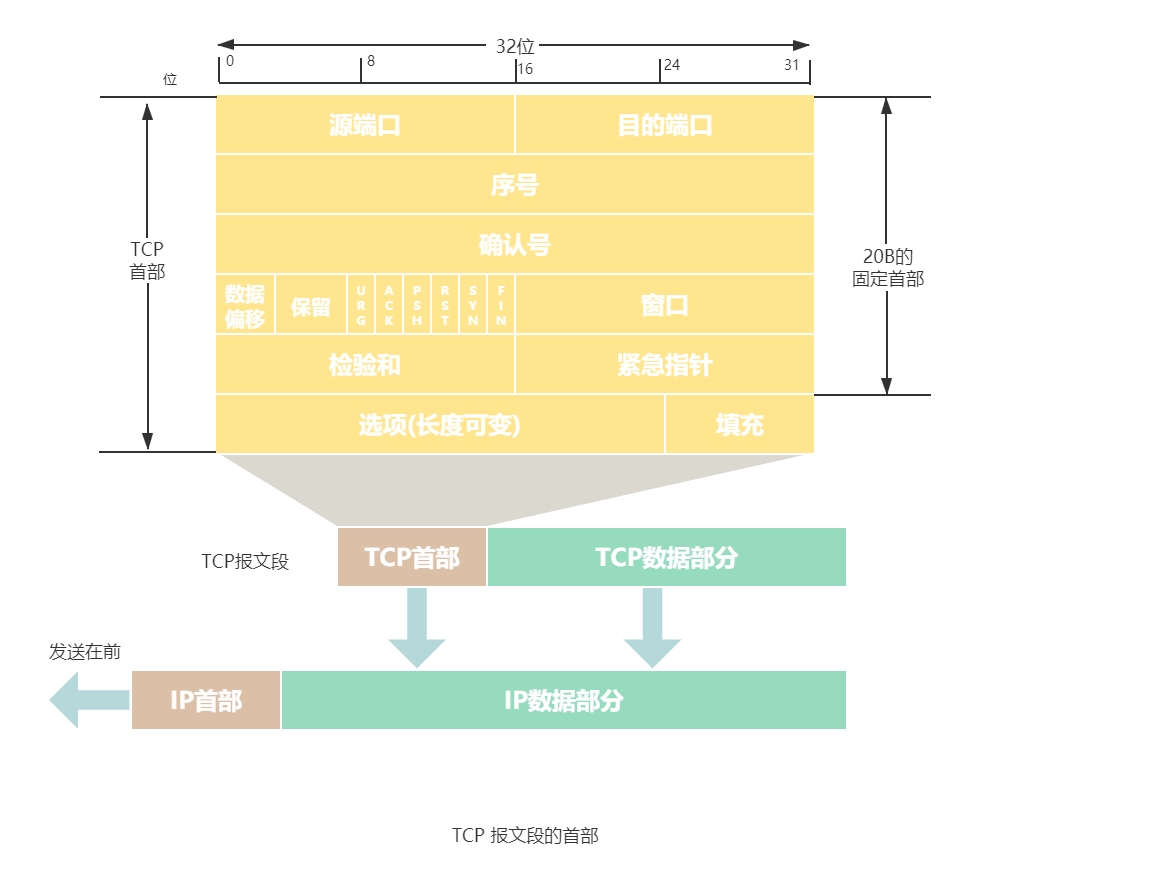 32位
位
0
8
16
24
31
源端口
目的端口
序号
确认号
TCP
首部
20B的
固定首部
数据
偏移
保留
URG
ACK
PSH
RST
SYN
FIN
窗口
检验和
紧急指针
选项(长度可变)
填充
TCP报文段
TCP首部
TCP数据部分
发送在前
IP首部
IP数据部分
TCP 报文段的首部